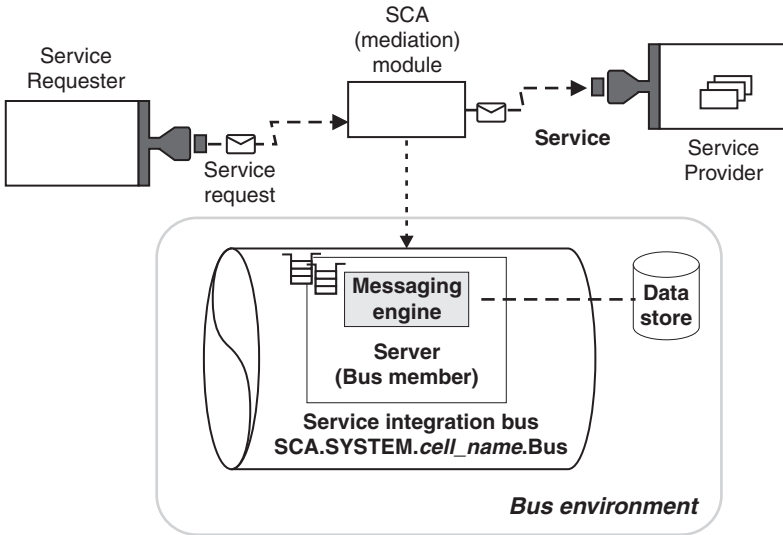 SCA
(mediation)
module
Service
Requester
Service
request
Service
Service
Provider
Messaging
engine
Data
store
Server
(Bus member)
Service integration bus
SCA.SYSTEM.cell_name.Bus
Bus environment